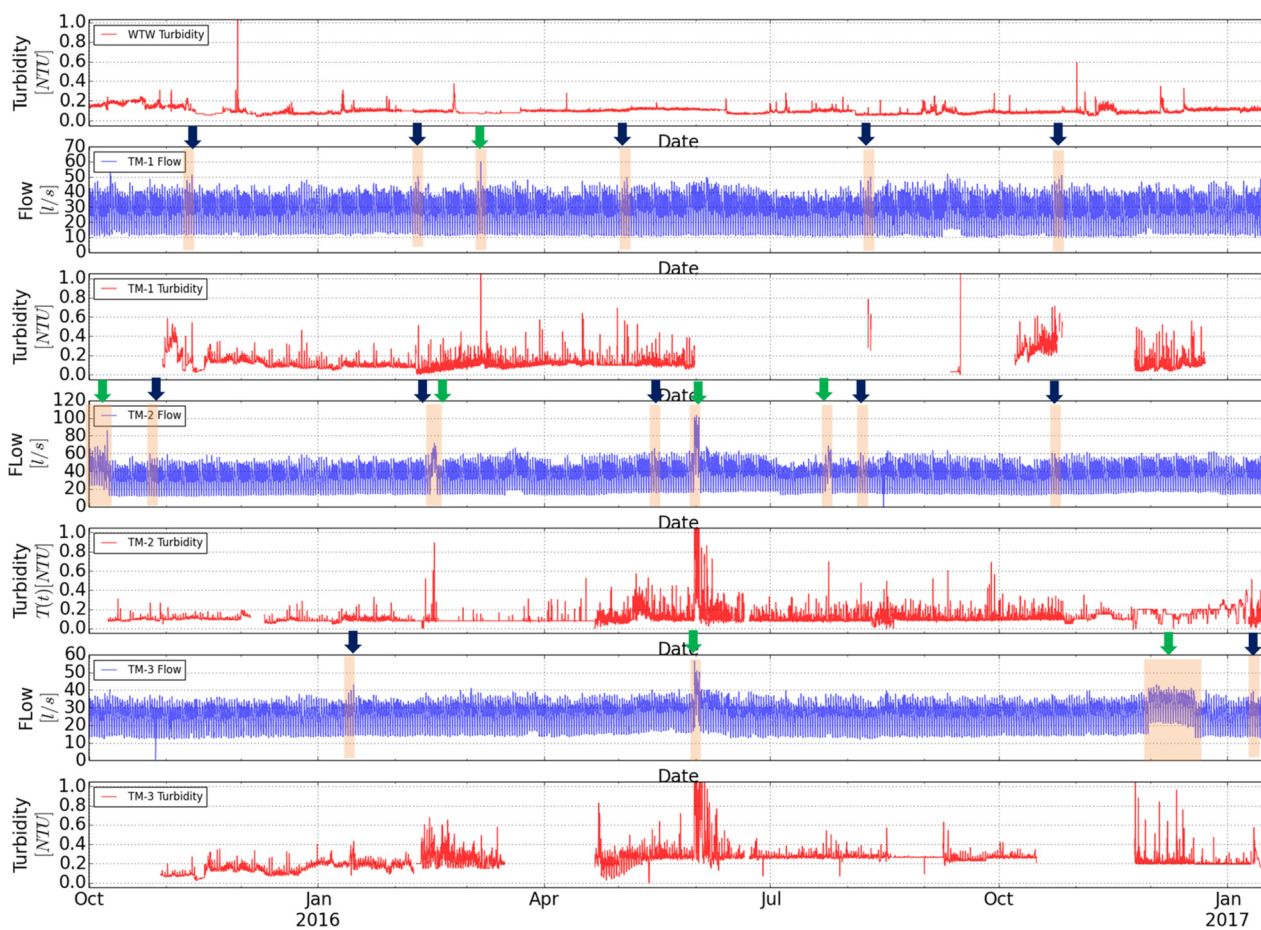 1.0
0.8
0.6
0.4
0.2
0.0
Turbidity
[NTU]
WTW Turbidity
Date
70
60
50
40
30
20
10
0
Flow
[l/s]
TM-1 Flow
Date
1.0
0.8
0.6
0.4
0.2
0.0
Turbidity
[NTU]
TM-1 Turbidity
Date
120
100
80
60
40
20
0
FLow
[l/s]
TM-2 Flow
Date
1.0
0.8
0.6
0.4
0.2
0.0
Turbidity
T(t)[NTU]
TM-2 Turbidity
Date
60
50
40
30
20
10
0
FLow
[l/s]
TM-3 Flow
Date
1.0
0.8
0.6
0.4
0.2
0.0
Turbidity
[NTU]
TM-3 Turbidity
Oct Jan Apr Jul Oct Jan
2016 2017